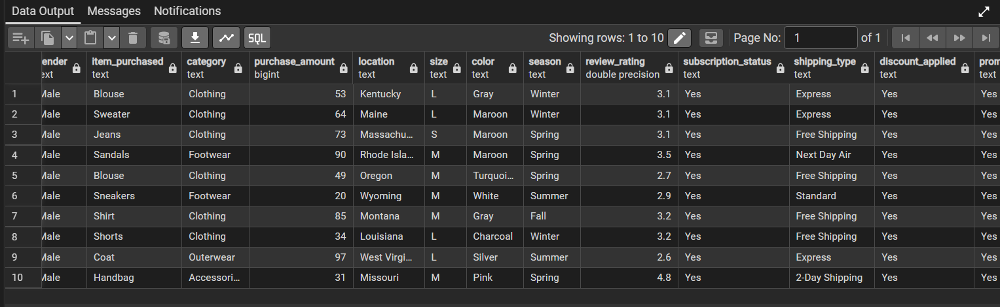 Data Output Messages Notifications
SQL Showing rows: 1 to 10 Page No: 1 of 1
ender item_purchased category purchase_amount location size color season review_rating subscription_status shipping_type discount_applied prom
ext text text bigint text text text text double precision text text text text
1 Male Blouse Clothing 53 Kentucky L Gray Winter 3.1 Yes Express Yes Yes
2 Male Sweater Clothing 64 Maine L Maroon Winter 3.1 Yes Express Yes Yes
3 Male Jeans Clothing 73 Massachu... S Maroon Spring 3.1 Yes Free Shipping Yes Yes
4 Male Sandals Footwear 90 Rhode Isla... M Maroon Spring 3.5 Yes Next Day Air Yes Yes
5 Male Blouse Clothing 49 Oregon M Turquoi... Spring 2.7 Yes Free Shipping Yes Yes
6 Male Sneakers Footwear 20 Wyoming M White Summer 2.9 Yes Standard Yes Yes
7 Male Shirt Clothing 85 Montana M Gray Fall 3.2 Yes Free Shipping Yes Yes
8 Male Shorts Clothing 34 Louisiana L Charcoal Winter 3.2 Yes Free Shipping Yes Yes
9 Male Coat Outerwear 97 West Virgi... L Silver Summer 2.6 Yes Express Yes Yes
10 Male Handbag Accessori... 31 Missouri M Pink Spring 4.8 Yes 2-Day Shipping Yes Yes